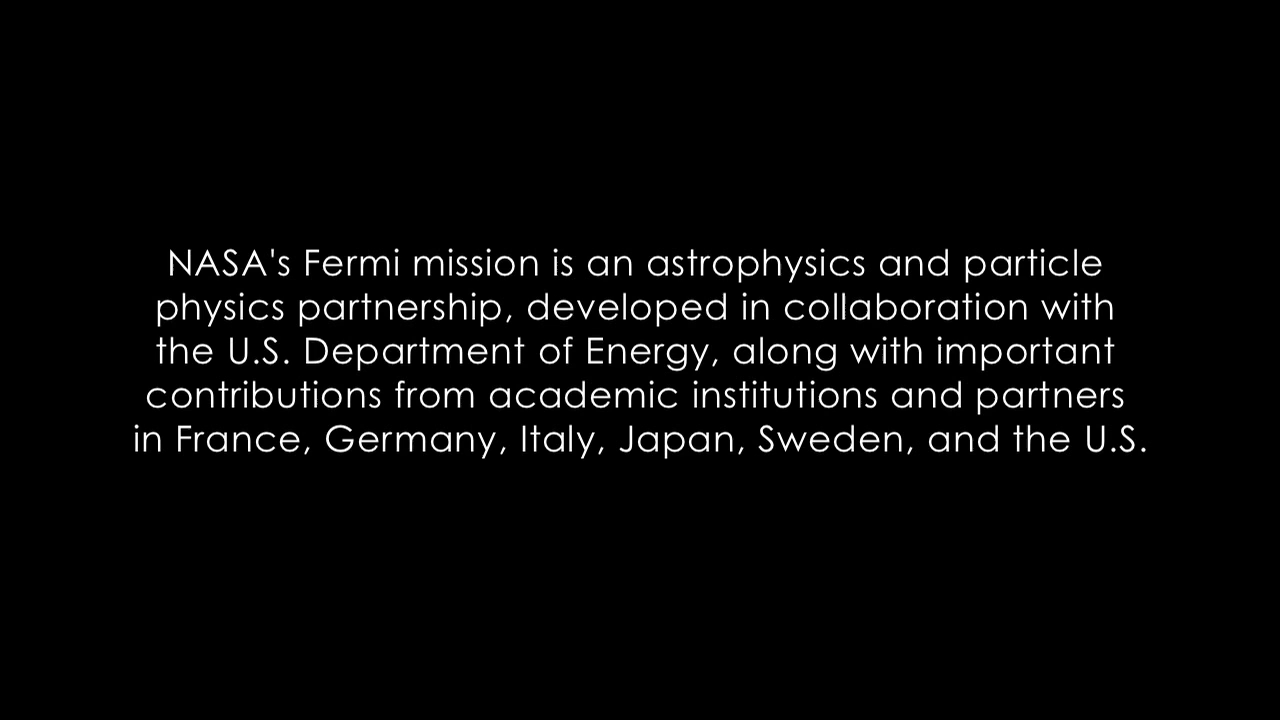 NASA's Fermi mission is an astrophysics and particle
physics partnership, developed in collaboration with
the U.S. Department of Energy, along with important
contributions from academic institutions and partners
in France, Germany, Italy, Japan, Sweden, and the U.S.